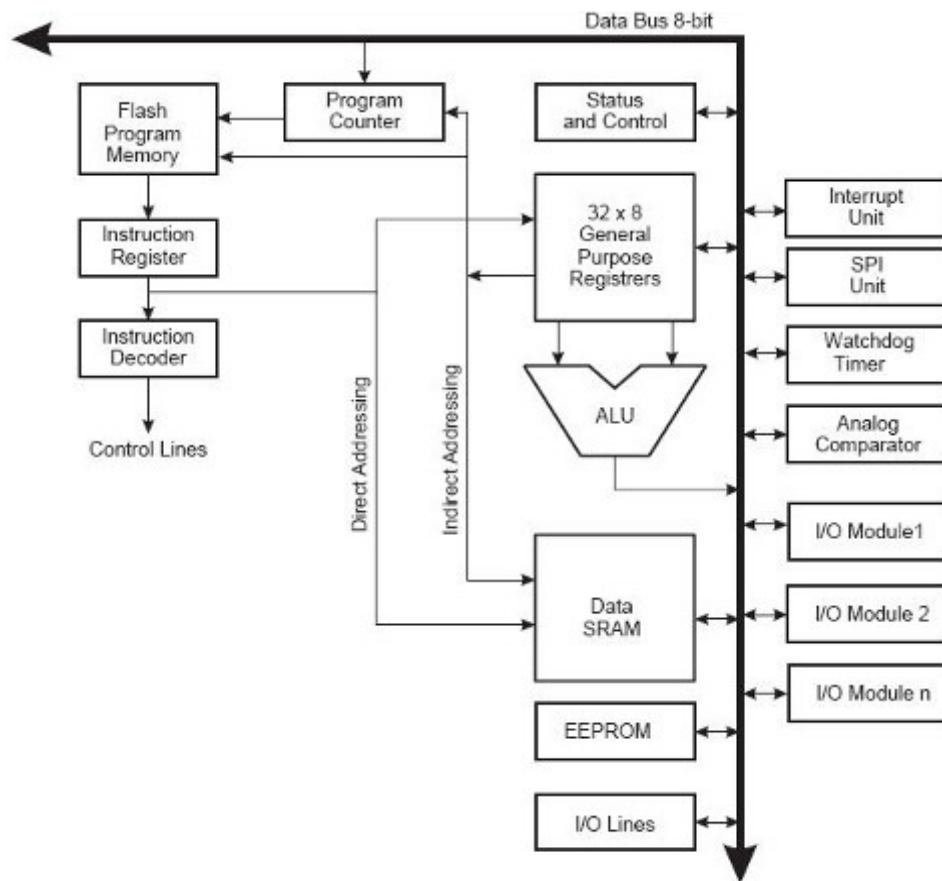 Data Bus 8-bit
Flash
Program
Memory
Program
Counter
Status
and Control
32 x 8
General
Purpose
Registrers
Instruction
Register
Instruction
Decoder
Control Lines
Direct Addressing
Indirect Addressing
ALU
Data
SRAM
EEPROM
I/O Lines
Interrupt
Unit
SPI
Unit
Watchdog
Timer
Analog
Comparator
I/O Module1
I/O Module 2
I/O Module n